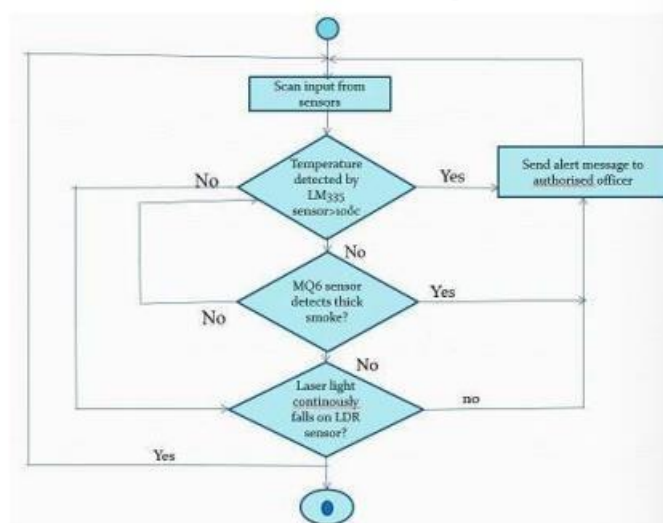 Scan input from
sensors
Temperature
detected by
LM335
sensor>10δc
No
Yes
Send alert message to
authorised officer
No
MQ6 sensor
detects thick
smoke?
Yes
No
No
Laser light
continously
falls on LDR
sensor?
no
Yes